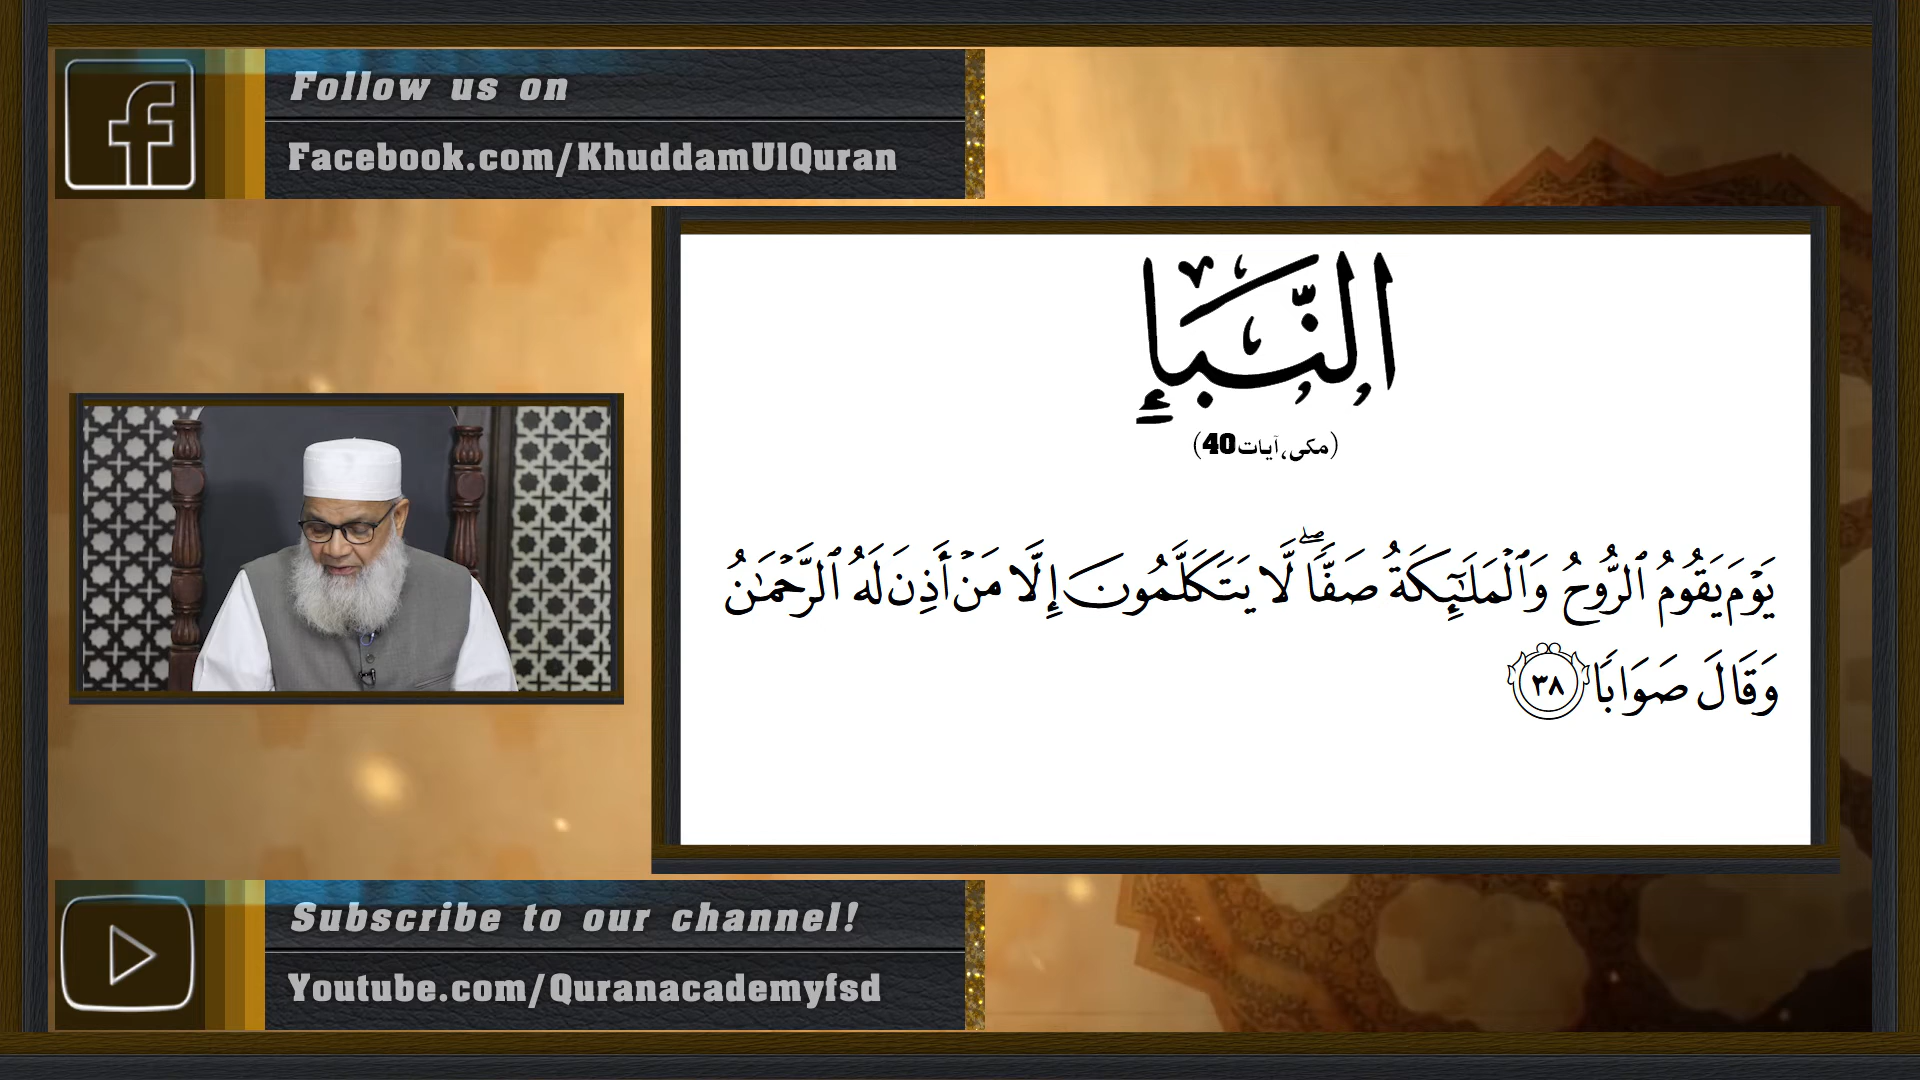 Follow us on
Facebook.com/KhuddamUlQuran
النَّبَإِ
(مکی، آیات 40)
يَوْمَ يَقُومُ ٱلرُّوحُ وَٱلْمَلَـٰٓئِكَةُ صَفًّا ۖ لَّا يَتَكَلَّمُونَ إِلَّا مَنْ أَذِنَ لَهُ ٱلرَّحْمَـٰنُ
وَقَالَ صَوَابًا ٣٨
Subscribe to our channel!
Youtube.com/Quranacademyfsd